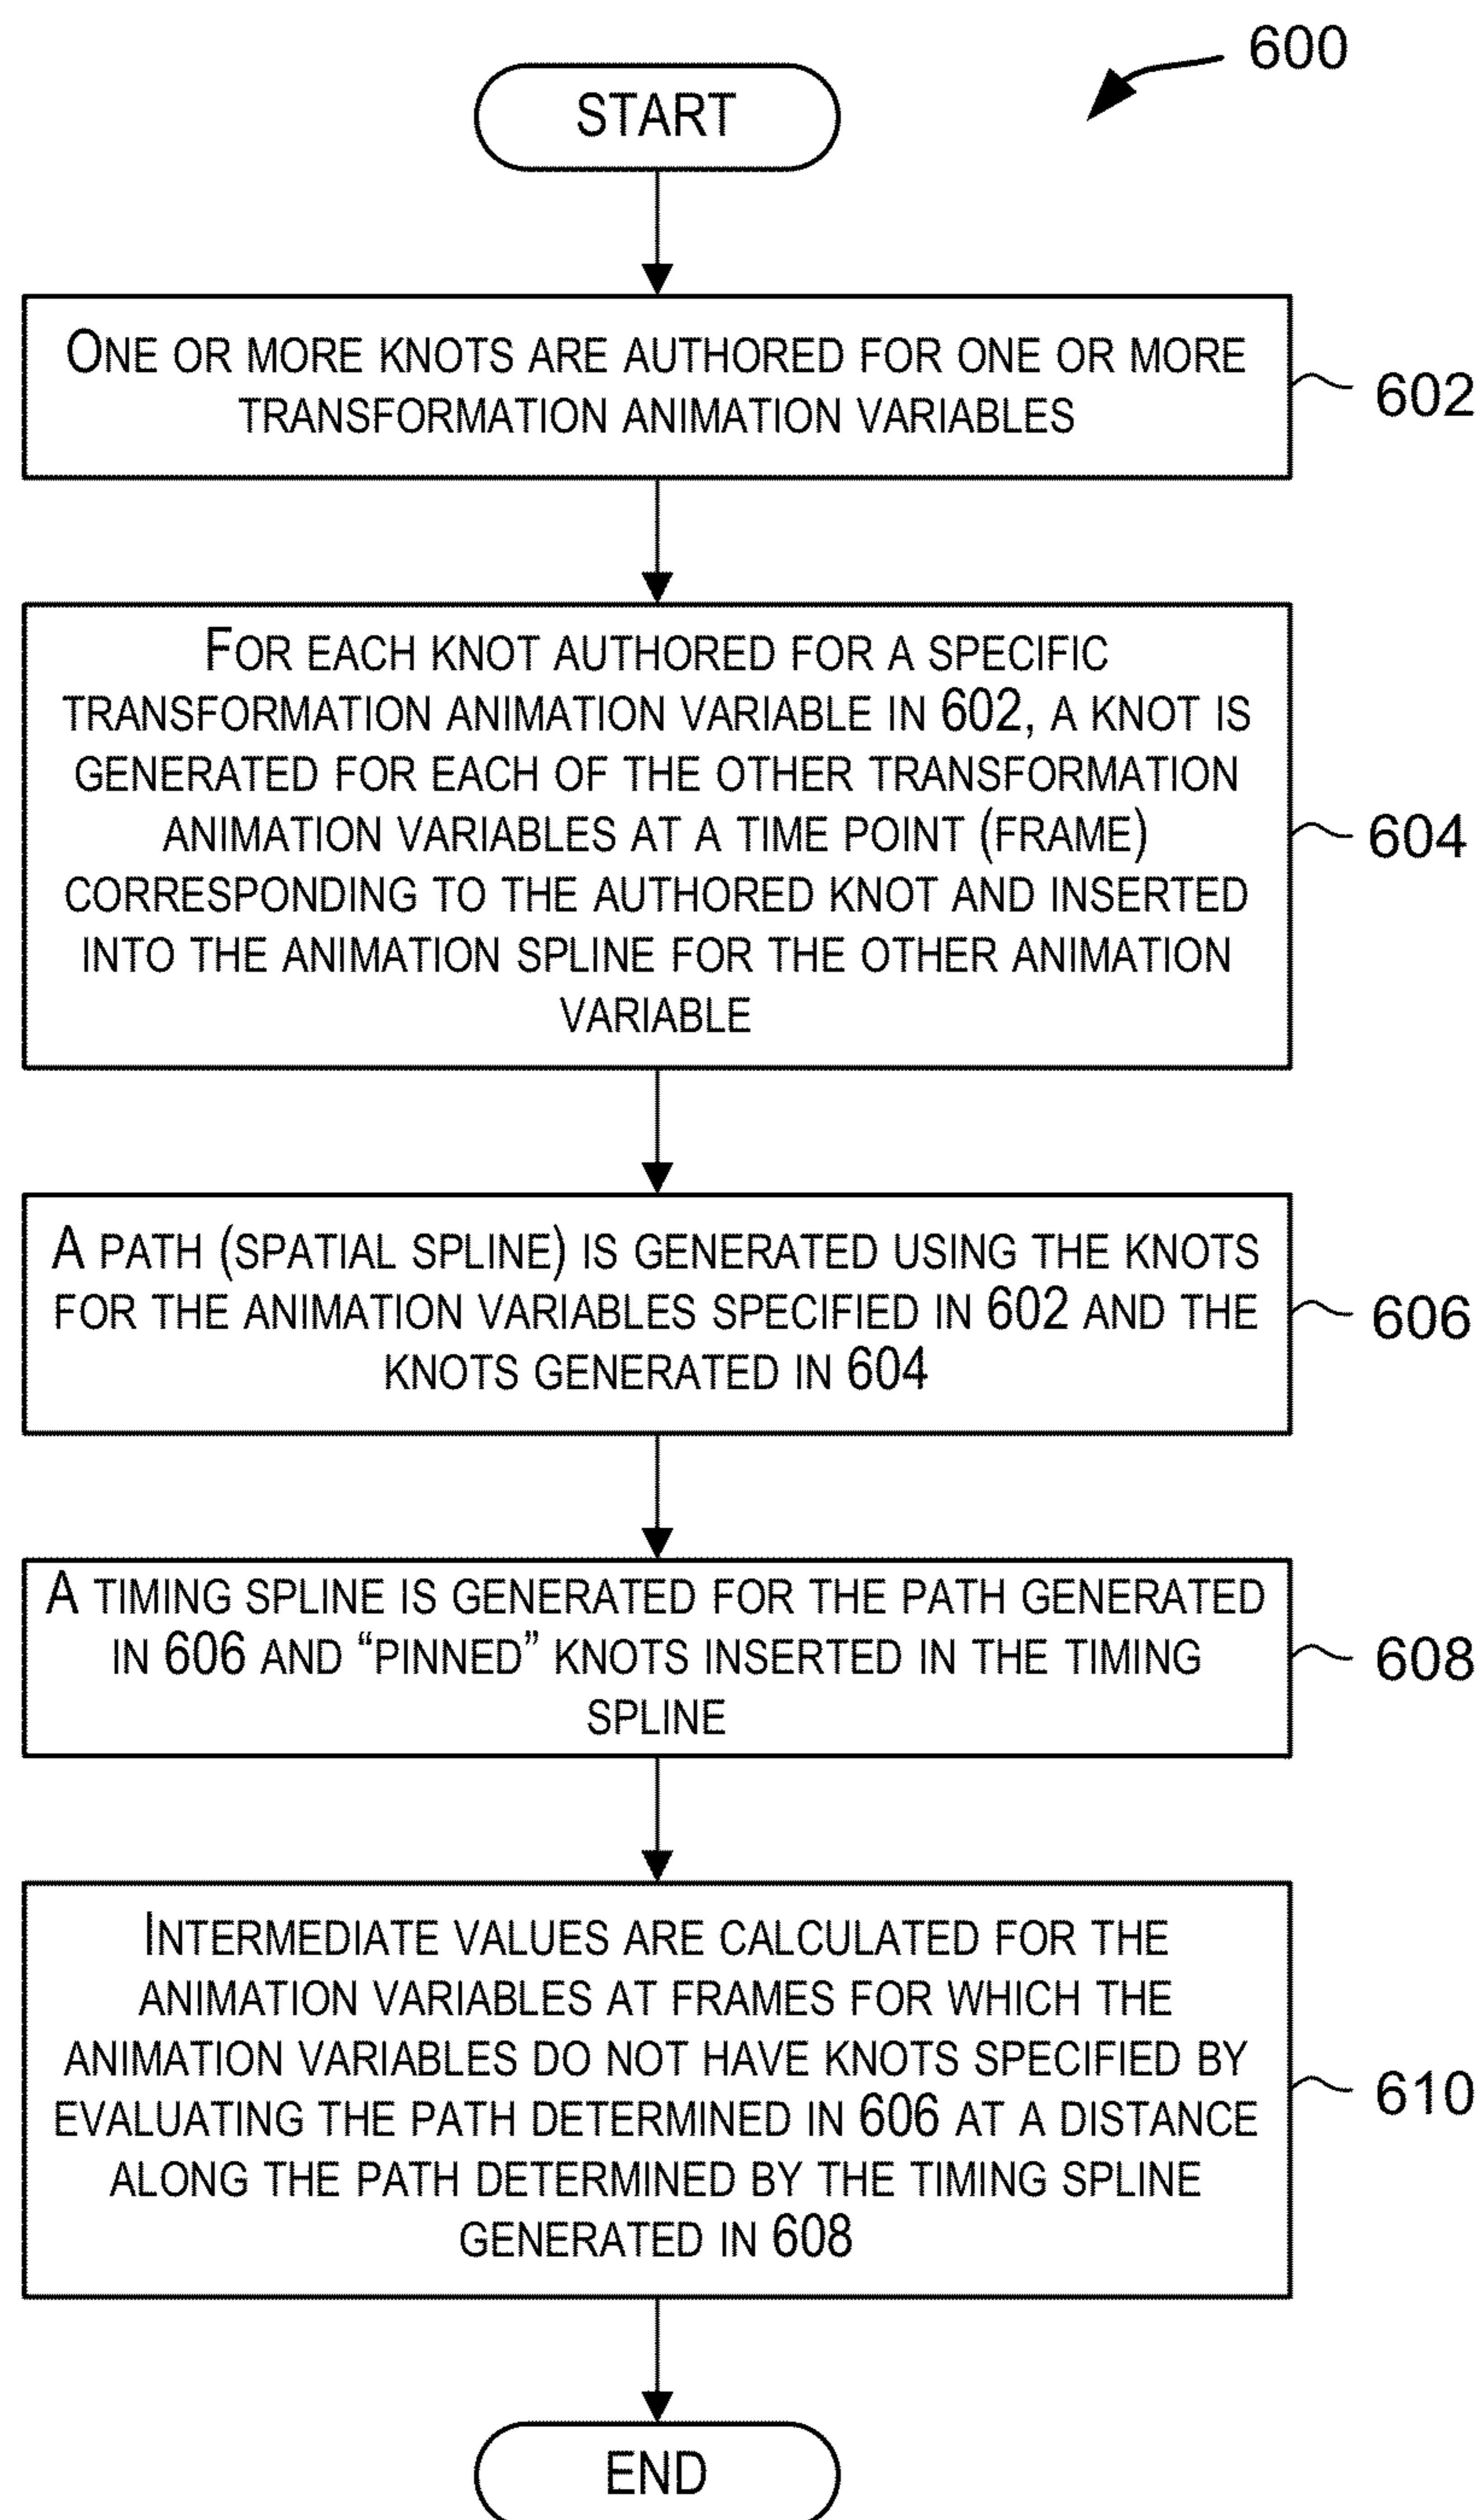 600
START
ONE OR MORE KNOTS ARE AUTHORED FOR ONE OR MORE
TRANSFORMATION ANIMATION VARIABLES
602
FOR EACH KNOT AUTHORED FOR A SPECIFIC
TRANSFORMATION ANIMATION VARIABLE IN 602, A KNOT IS
GENERATED FOR EACH OF THE OTHER TRANSFORMATION
ANIMATION VARIABLES AT A TIME POINT (FRAME)
CORRESPONDING TO THE AUTHORED KNOT AND INSERTED
INTO THE ANIMATION SPLINE FOR THE OTHER ANIMATION
VARIABLE
604
A PATH (SPATIAL SPLINE) IS GENERATED USING THE KNOTS
FOR THE ANIMATION VARIABLES SPECIFIED IN 602 AND THE
KNOTS GENERATED IN 604
606
A TIMING SPLINE IS GENERATED FOR THE PATH GENERATED
IN 606 AND “PINNED” KNOTS INSERTED IN THE TIMING
SPLINE
608
INTERMEDIATE VALUES ARE CALCULATED FOR THE
ANIMATION VARIABLES AT FRAMES FOR WHICH THE
ANIMATION VARIABLES DO NOT HAVE KNOTS SPECIFIED BY
EVALUATING THE PATH DETERMINED IN 606 AT A DISTANCE
ALONG THE PATH DETERMINED BY THE TIMING SPLINE
GENERATED IN 608
610
END